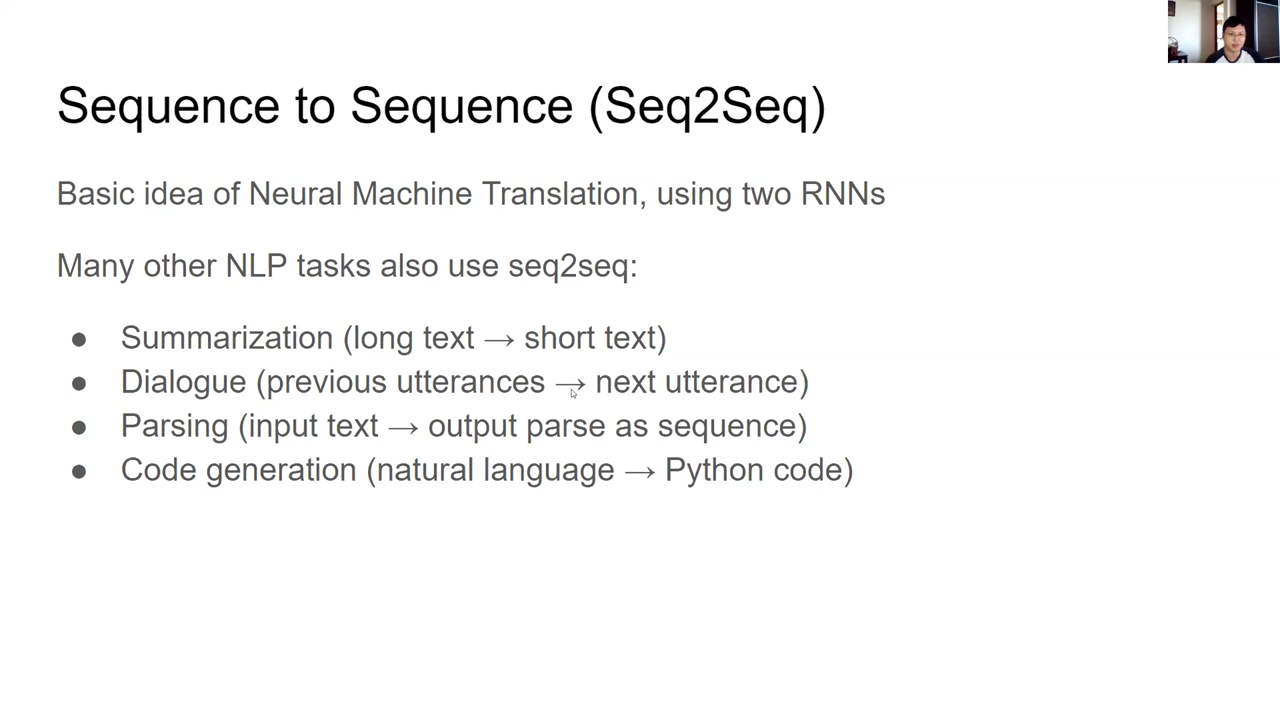 Sequence to Sequence (Seq2Seq)
Basic idea of Neural Machine Translation, using two RNNs
Many other NLP tasks also use seq2seq:
● Summarization (long text → short text)
● Dialogue (previous utterances → next utterance)
● Parsing (input text → output parse as sequence)
● Code generation (natural language → Python code)